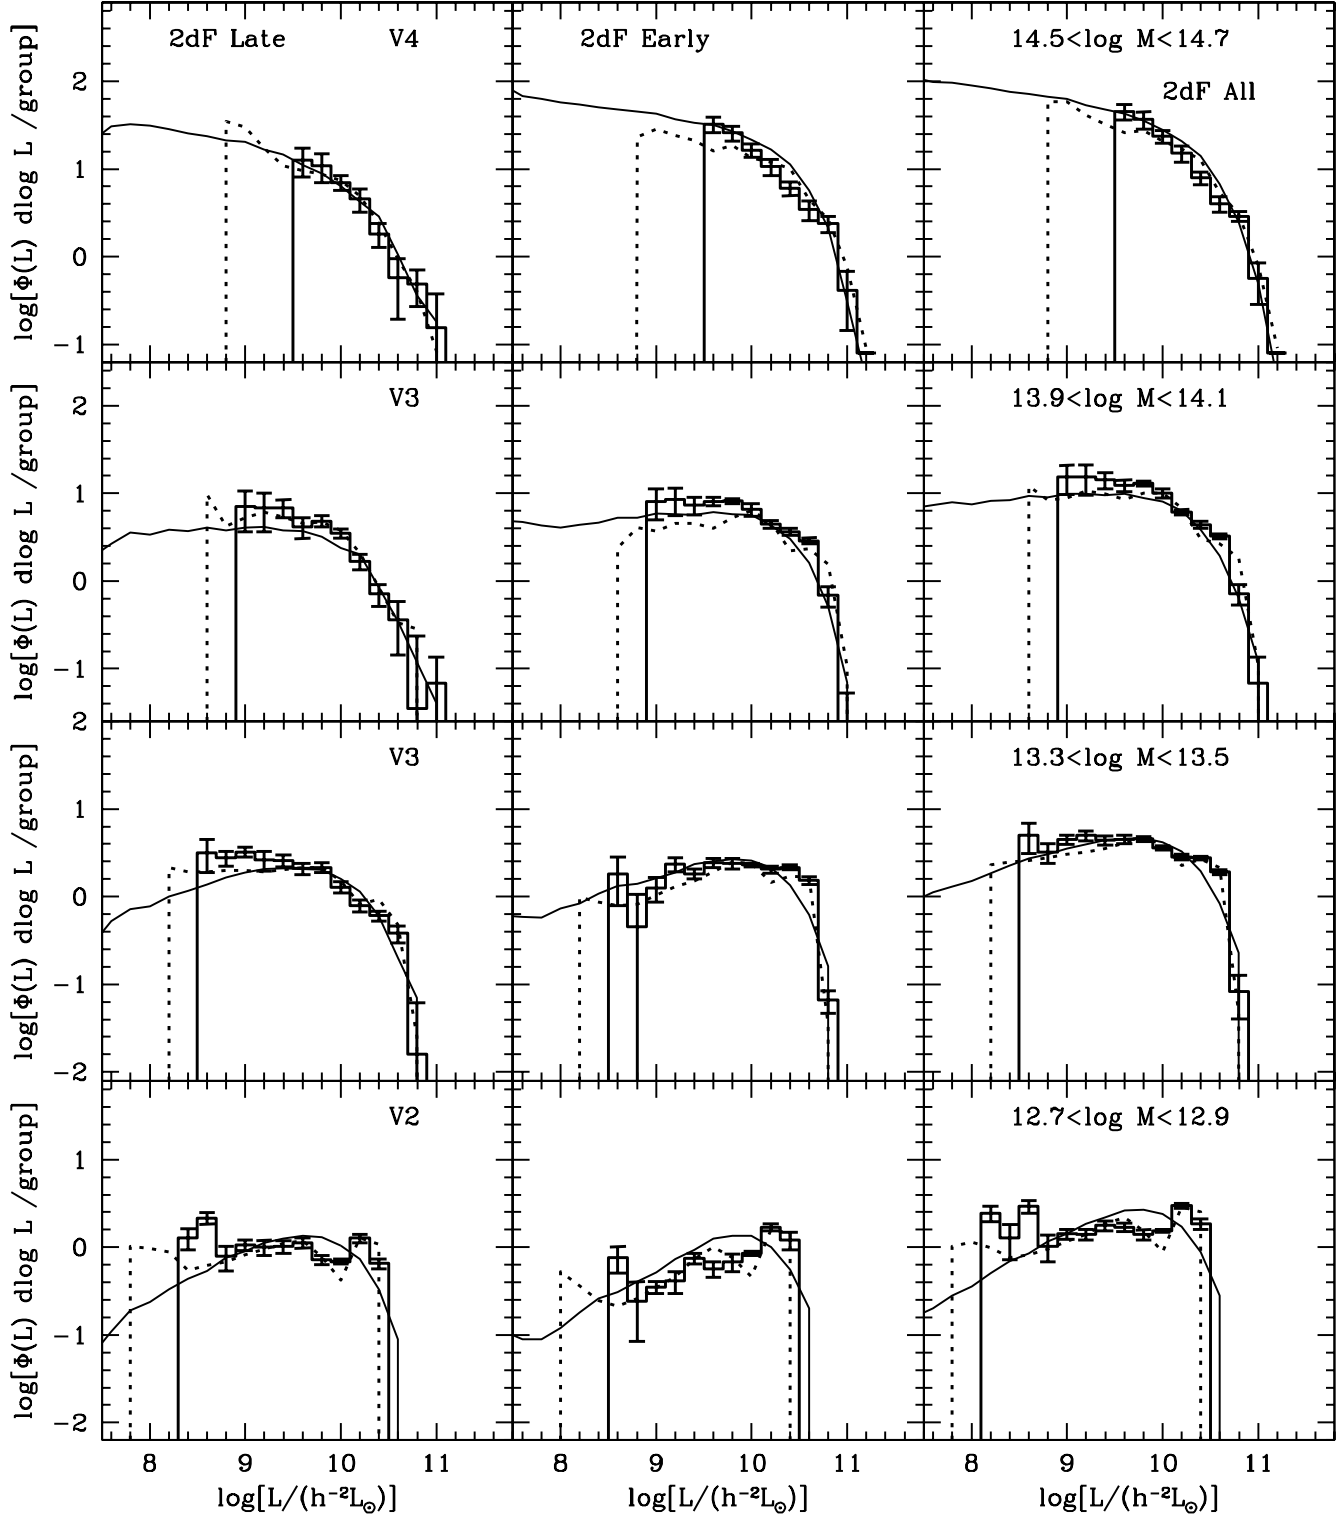 2dF Late V4 2dF Early 14.5<log M<14.7
2dF All
log[Φ(L) dlog L /group]
2
1
0
−1
V3 13.9<log M<14.1
log[Φ(L) dlog L /group]
2
1
0
−1
2
V3 13.3<log M<13.5
log[Φ(L) dlog L /group]
1
0
−1
−2
V2 12.7<log M<12.9
log[Φ(L) dlog L /group]
1
0
−1
−2
8 9 10 11 8 9 10 11 8 9 10 11
log[L/(h⁻²L⊙)] log[L/(h⁻²L⊙)] log[L/(h⁻²L⊙)]